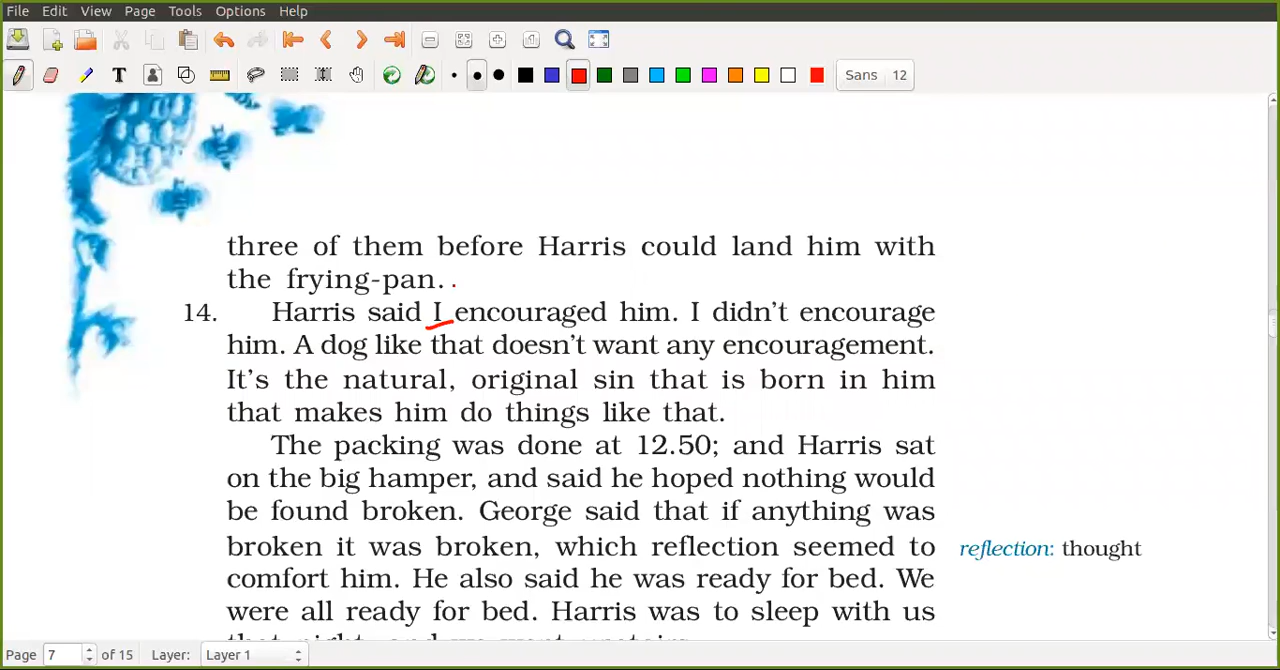 File Edit View Page Tools Options Help
T Sans 12
three of them before Harris could land him with
the frying-pan.
14. Harris said I encouraged him. I didn't encourage
him. A dog like that doesn't want any encouragement.
It's the natural, original sin that is born in him
that makes him do things like that.
The packing was done at 12.50; and Harris sat
on the big hamper, and said he hoped nothing would
be found broken. George said that if anything was
broken it was broken, which reflection seemed to
reflection: thought
comfort him. He also said he was ready for bed. We
were all ready for bed. Harris was to sleep with us
that night, and we went upstairs.
Page 7 of 15 Layer: Layer 1